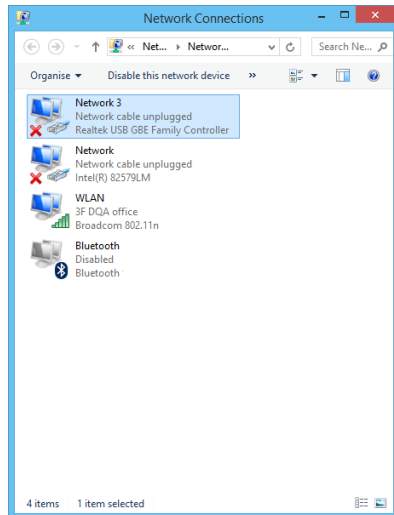 Network Connections
« Net... Networ... Search Ne...
Organise Disable this network device »
Network 3
Network cable unplugged
Realtek USB GBE Family Controller
Network
Network cable unplugged
Intel(R) 82579LM
WLAN
3F DQA office
Broadcom 802.11n
Bluetooth
Disabled
Bluetooth
4 items 1 item selected